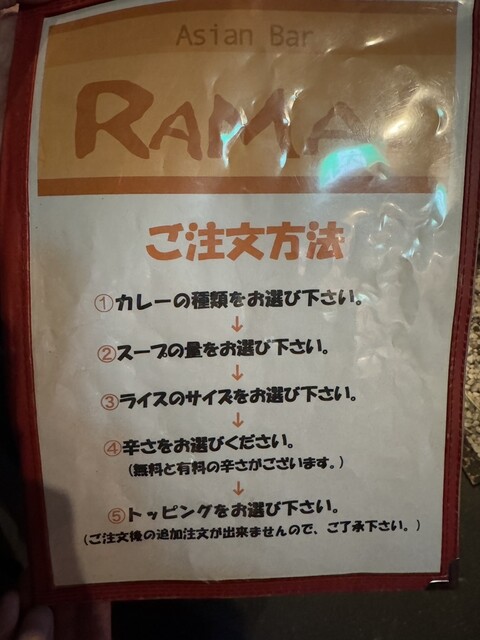 Asian Bar
RAMAI
ご注文方法
①カレーの種類をお選び下さい。
↓
②スープの量をお選び下さい。
↓
③ライスのサイズをお選び下さい。
↓
④辛さをお選びください。
(無料と有料の辛さがございます。)
↓
⑤トッピングをお選び下さい。
(ご注文後の追加注文が出来ませんので、ご了承下さい。)